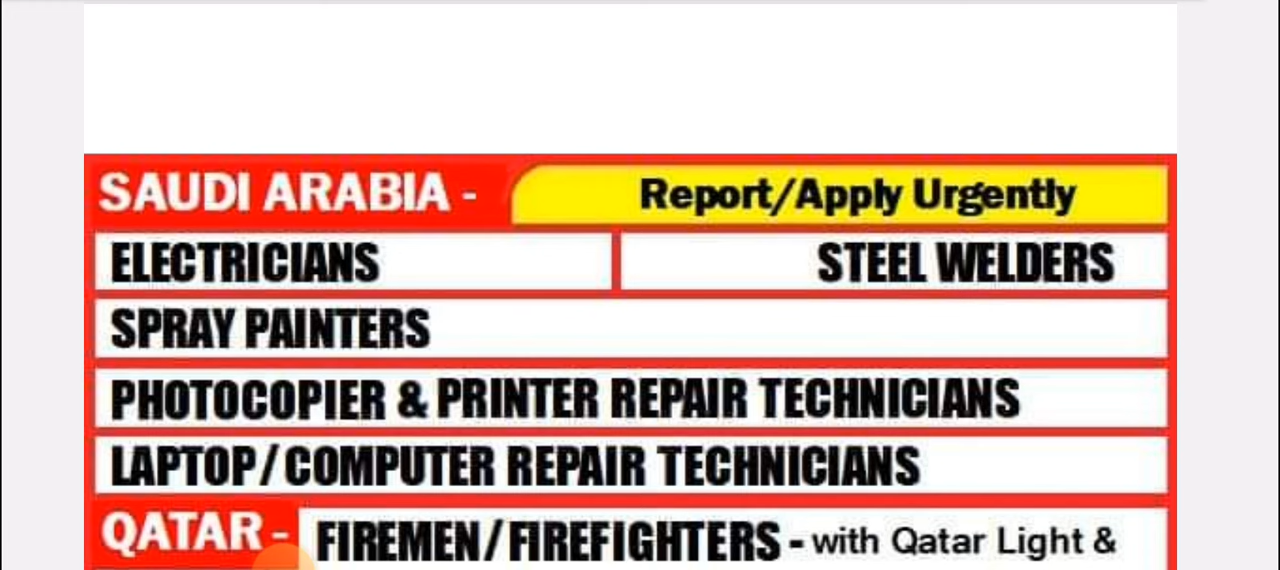 SAUDI ARABIA - Report/Apply Urgently
ELECTRICIANS STEEL WELDERS
SPRAY PAINTERS
PHOTOCOPIER & PRINTER REPAIR TECHNICIANS
LAPTOP/COMPUTER REPAIR TECHNICIANS
QATAR - FIREMEN/FIREFIGHTERS - with Qatar Light &